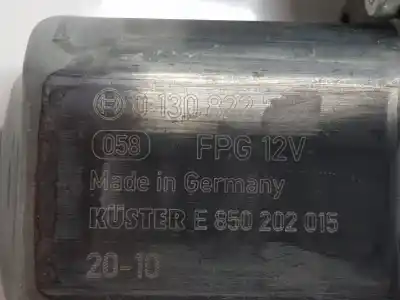 0 130 822
058 FPG 12V
Made in Germany
KÜSTER E 850 202 015
20-10